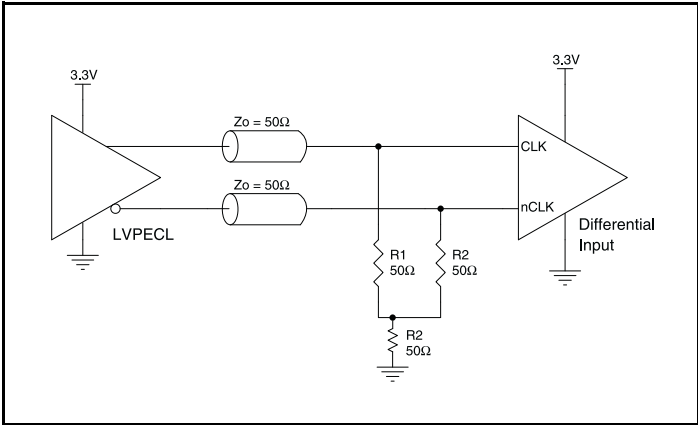 3.3V
3.3V
Zo = 50Ω
CLK
Zo = 50Ω
nCLK
LVPECL
Differential
Input
R1
50Ω
R2
50Ω
R2
50Ω